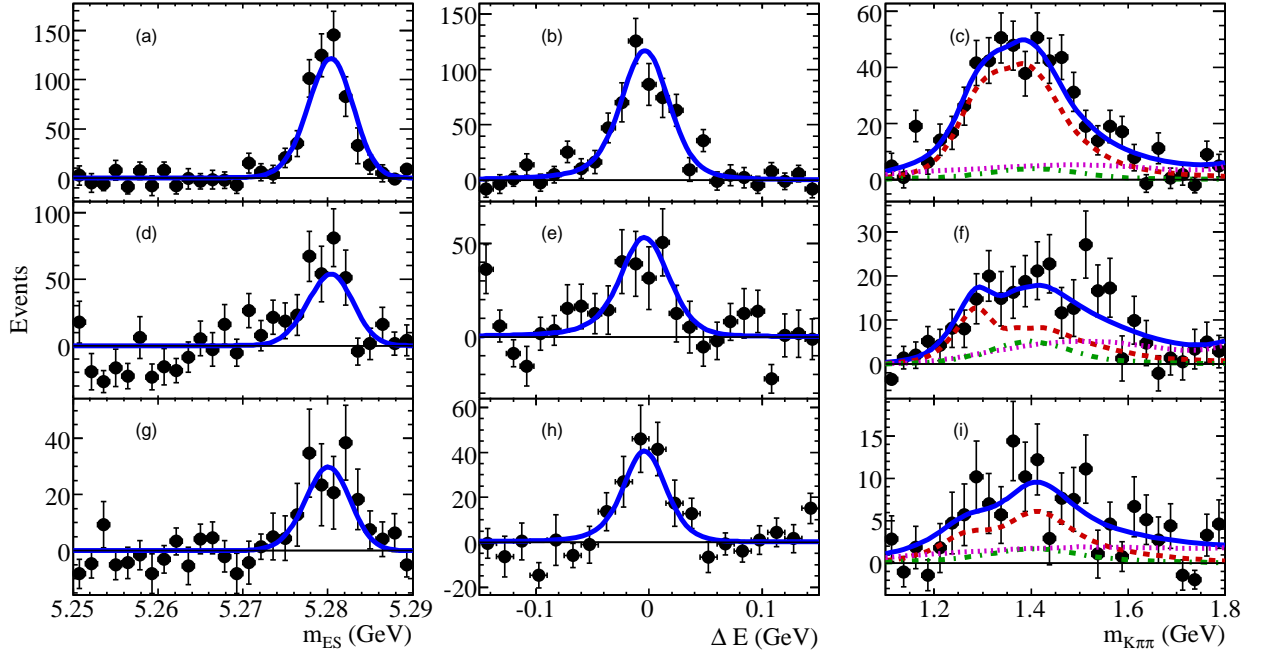 150
100
50
0
(a)
150
100
50
0
(b)
60
40
20
0
(c)
Events
100
50
0
(d)
50
0
(e)
30
20
10
0
(f)
40
20
0
(g)
60
40
20
0
-20
(h)
15
10
5
0
(i)
5.25 5.26 5.27 5.28 5.29
-0.1 0 0.1
1.2 1.4 1.6 1.8
m_ES (GeV)
Δ E (GeV)
m_Kππ (GeV)